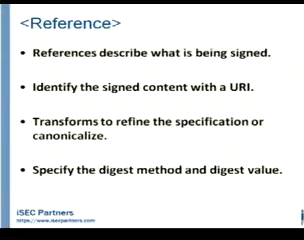 <Reference>
• References describe what is being signed.
• Identify the signed content with a URI.
• Transforms to refine the specification or
canonicalize.
• Specify the digest method and digest value.
iSEC Partners
https://www.isecpartners.com